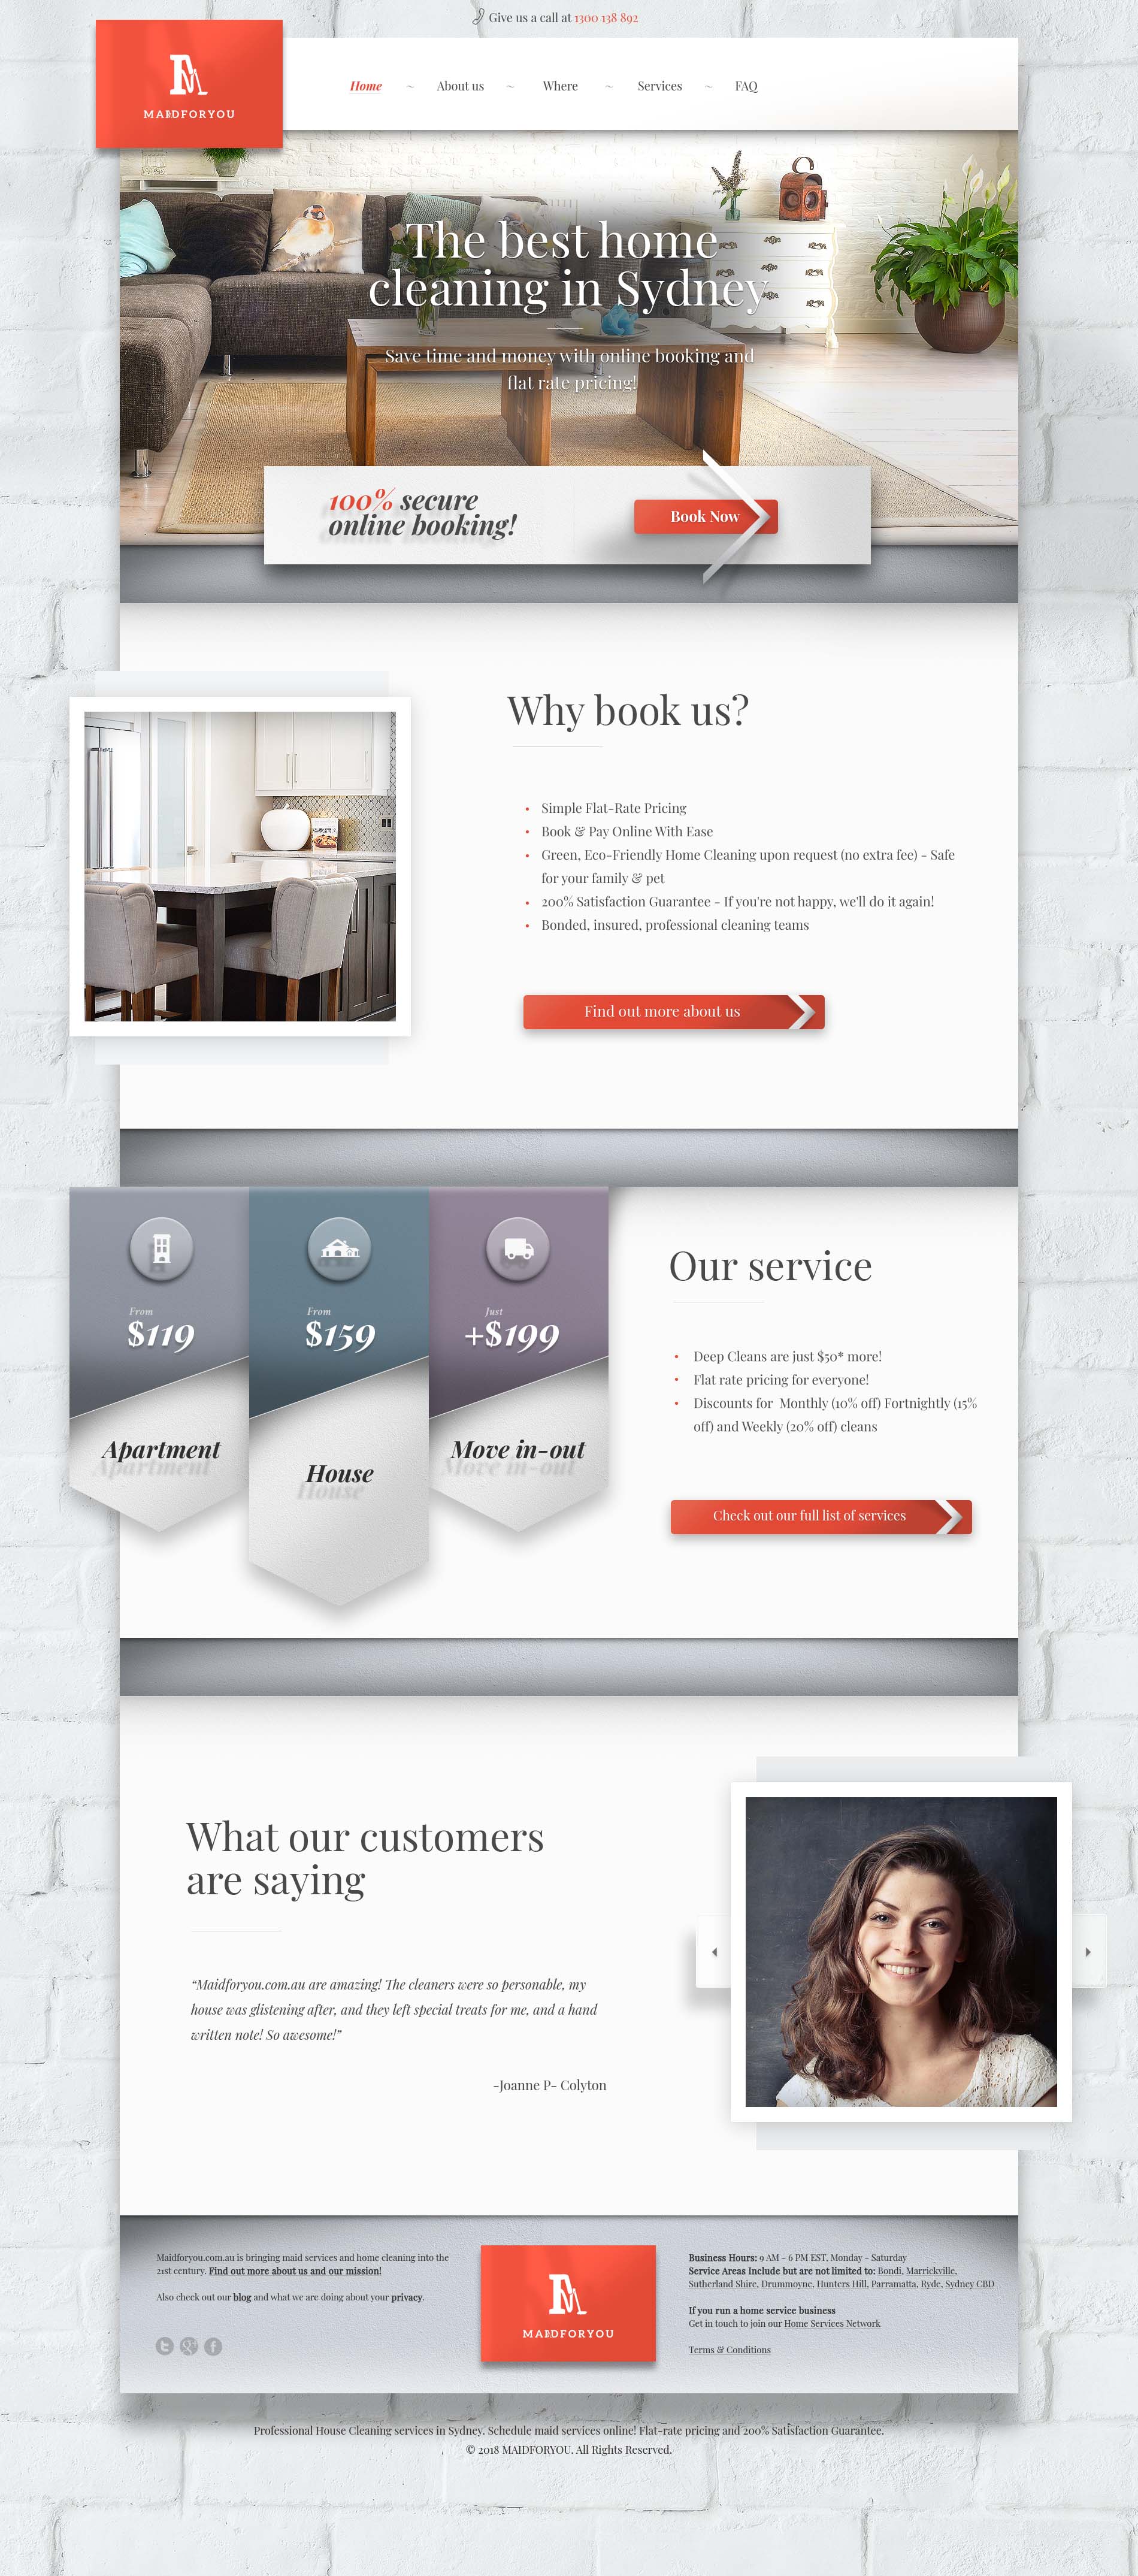 Give us a call at 1300 138 892
MAIDFORYOU
Home ~ About us ~ Where ~ Services ~ FAQ
The best home
cleaning in Sydney
Save time and money with online booking and
flat rate pricing!
100% secure
online booking!
Book Now
Why book us?
• Simple Flat-Rate Pricing
• Book & Pay Online With Ease
• Green, Eco-Friendly Home Cleaning upon request (no extra fee) - Safe
for your family & pet
• 200% Satisfaction Guarantee - If you're not happy, we'll do it again!
• Bonded, insured, professional cleaning teams
Find out more about us
From
$119
Apartment
From
$159
House
Just
+$199
Move in-out
Our service
• Deep Cleans are just $50* more!
• Flat rate pricing for everyone!
• Discounts for Monthly (10% off) Fortnightly (15%
off) and Weekly (20% off) cleans
Check out our full list of services
What our customers
are saying
“Maidforyou.com.au are amazing! The cleaners were so personable, my
house was glistening after, and they left special treats for me, and a hand
written note! So awesome!”
-Joanne P- Colyton
Maidforyou.com.au is bringing maid services and home cleaning into the
21st century. Find out more about us and our mission!
Also check out our blog and what we are doing about your privacy.
MAIDFORYOU
Business Hours: 9 AM - 6 PM EST, Monday - Saturday
Service Areas Include but are not limited to: Bondi, Marrickville,
Sutherland Shire, Drummoyne, Hunters Hill, Parramatta, Ryde, Sydney CBD
If you run a home service business
Get in touch to join our Home Services Network
Terms & Conditions
Professional House Cleaning services in Sydney. Schedule maid services online! Flat-rate pricing and 200% Satisfaction Guarantee.
© 2018 MAIDFORYOU. All Rights Reserved.